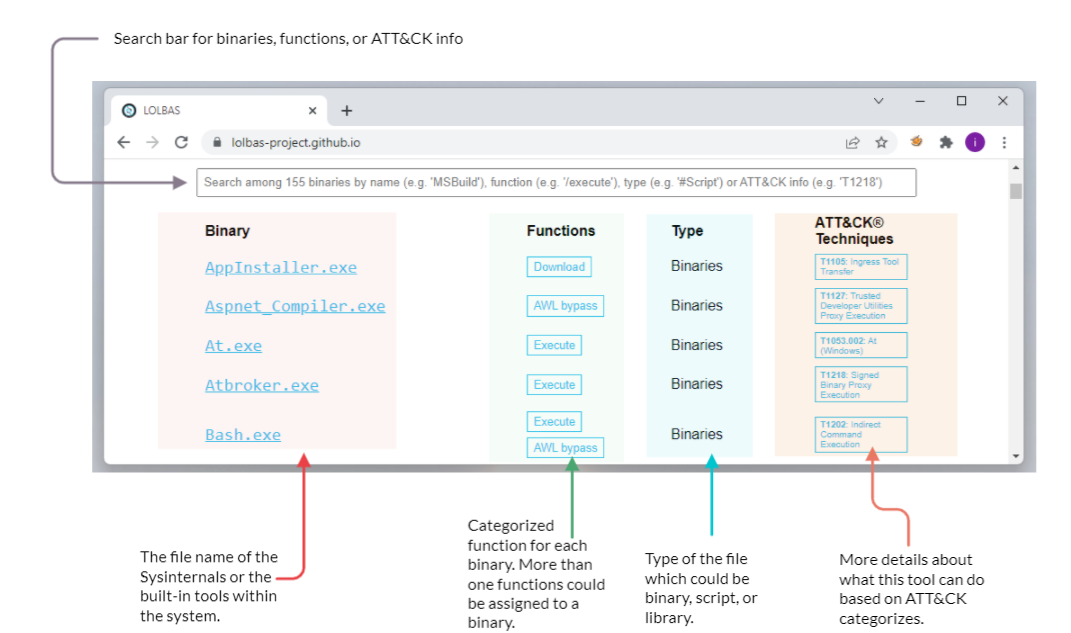 Search bar for binaries, functions, or ATT&CK info
LOLBAS
lolbas-project.github.io
i
Search among 155 binaries by name (e.g. 'MSBuild'), function (e.g. '/execute'), type (e.g. '#Script') or ATT&CK info (e.g. 'T1218')
Binary
Functions
Type
ATT&CK®
Techniques
AppInstaller.exe
Download
Binaries
T1105: Ingress Tool
Transfer
Aspnet_Compiler.exe
AWL bypass
Binaries
T1127: Trusted
Developer Utilities
Proxy Execution
At.exe
Execute
Binaries
T1053.002: At
(Windows)
Atbroker.exe
Execute
Binaries
T1218: Signed
Binary Proxy
Execution
Bash.exe
Execute
AWL bypass
Binaries
T1202: Indirect
Command
Execution
The file name of the
Sysinternals or the
built-in tools within
the system.
Categorized
function for each
binary. More than
one functions could
be assigned to a
binary.
Type of the file
which could be
binary, script, or
library.
More details about
what this tool can do
based on ATT&CK
categorizes.